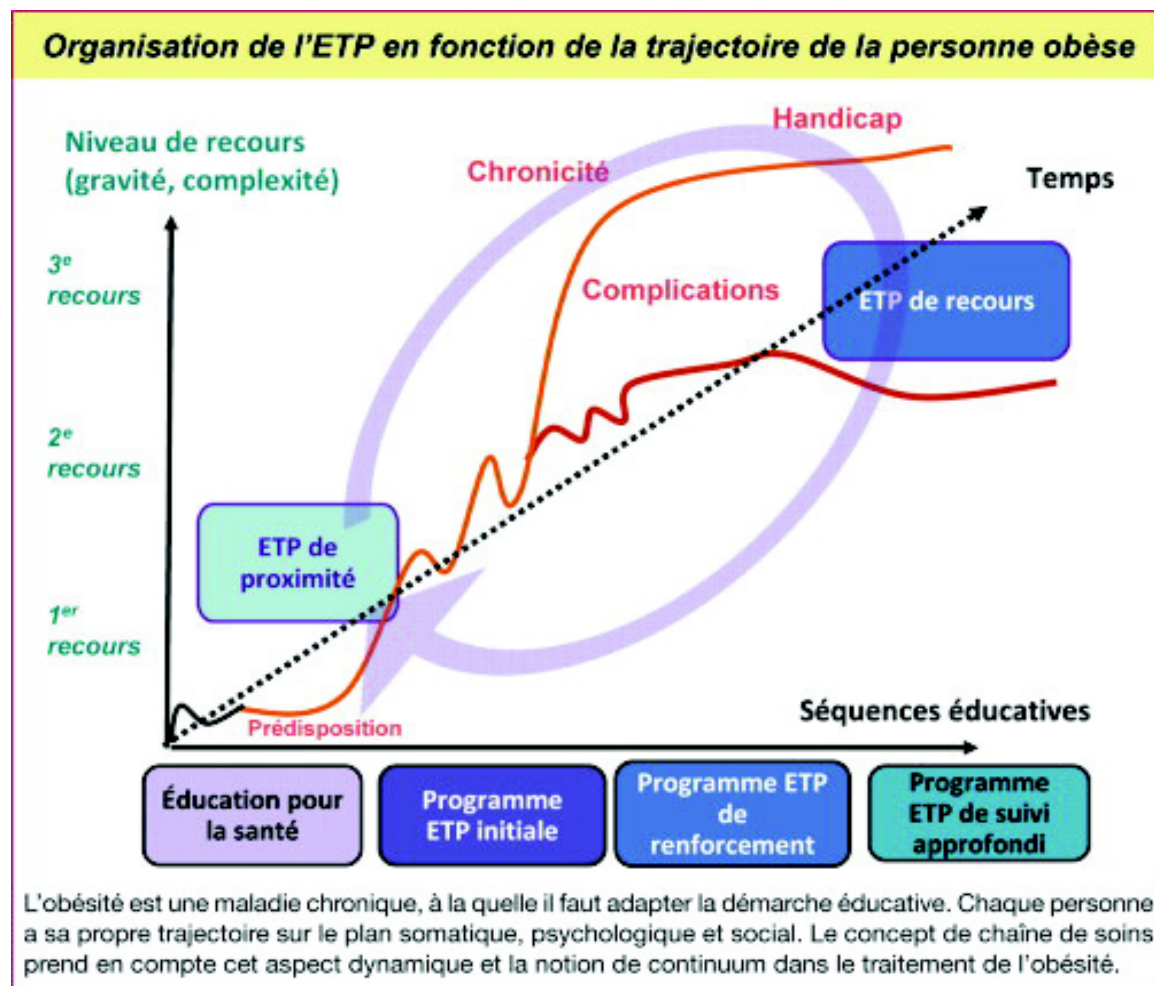 Organisation de l'ETP en fonction de la trajectoire de la personne obèse
Niveau de recours
(gravité, complexité)
Handicap
Chronicité
Temps
3e
recours
Complications
ETP de recours
2e
recours
ETP de
proximité
1er
recours
Prédisposition
Séquences éducatives
Éducation pour
la santé
Programme
ETP initiale
Programme ETP
de
renforcement
Programme
ETP de suivi
approfondi
L'obésité est une maladie chronique, à la quelle il faut adapter la démarche éducative. Chaque personne
a sa propre trajectoire sur le plan somatique, psychologique et social. Le concept de chaîne de soins
prend en compte cet aspect dynamique et la notion de continuum dans le traitement de l'obésité.